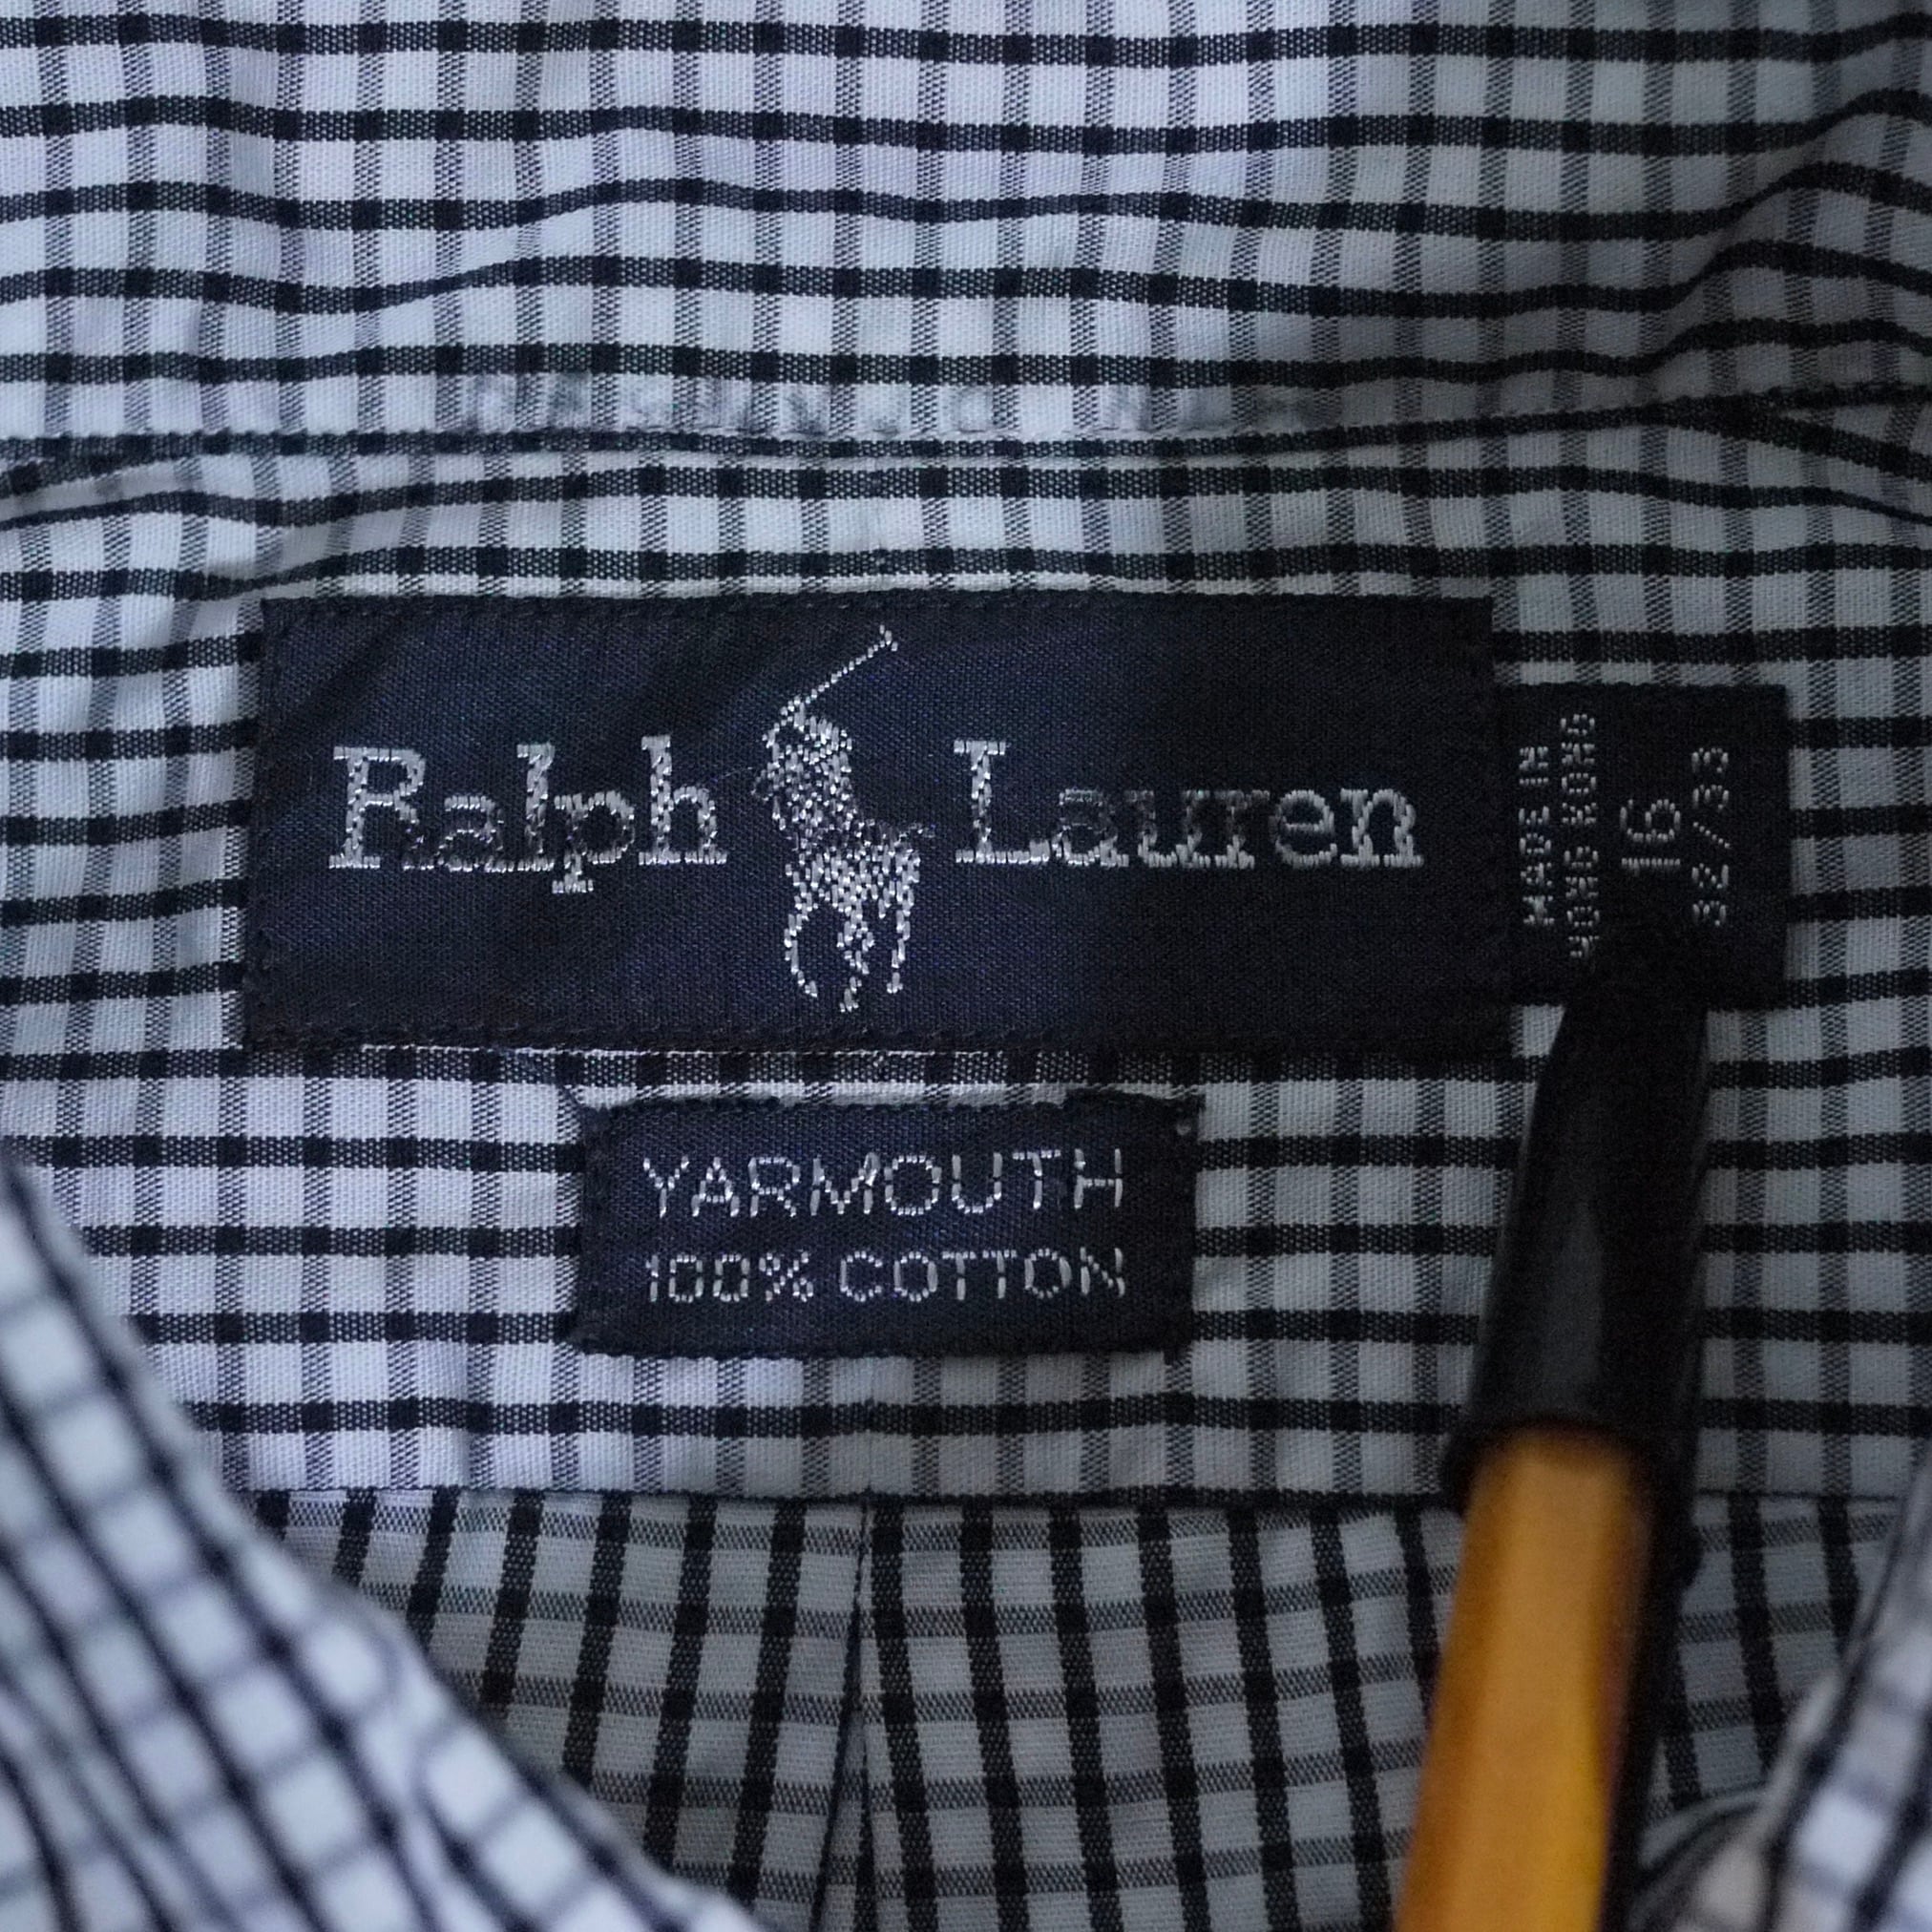 Ralph Lauren
MADE IN
HONG KONG
16
32/33
YARMOUTH
100% COTTON